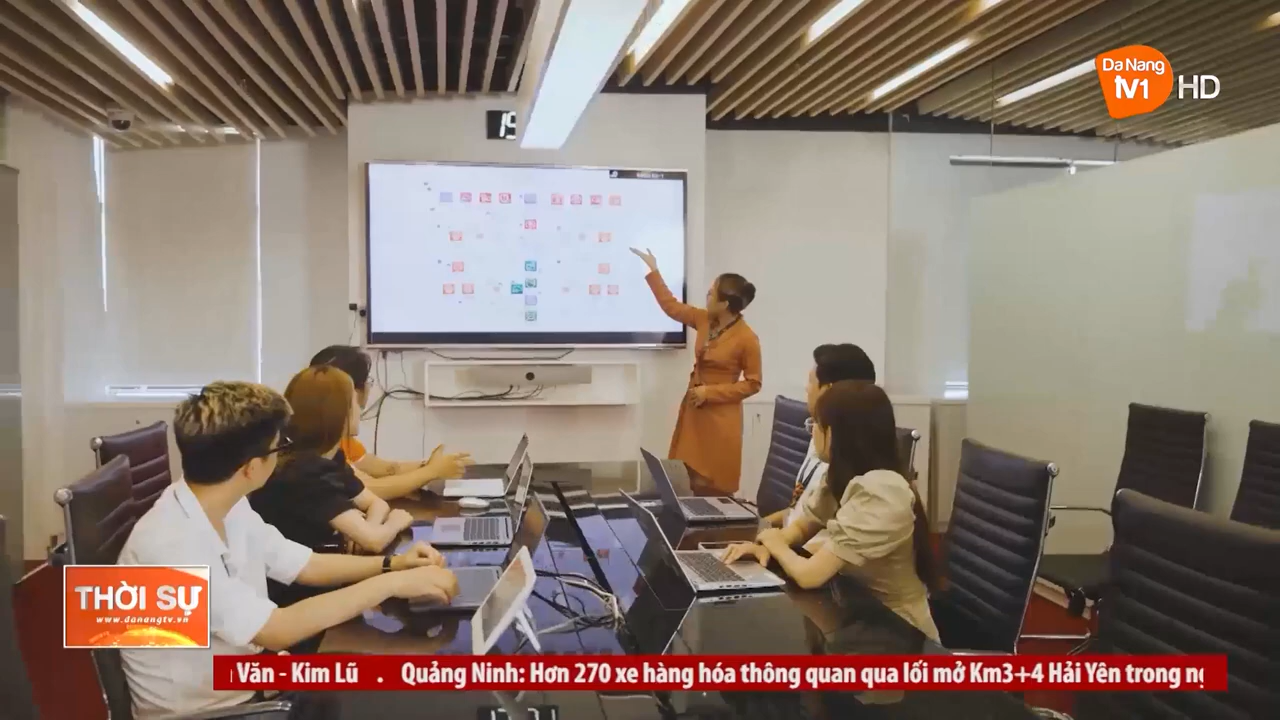 Da Nang
tv1 HD
THỜI SỰ
www.danangtv.vn
Văn - Kim Lũ . Quảng Ninh: Hơn 270 xe hàng hóa thông quan qua lối mở Km3+4 Hải Yên trong